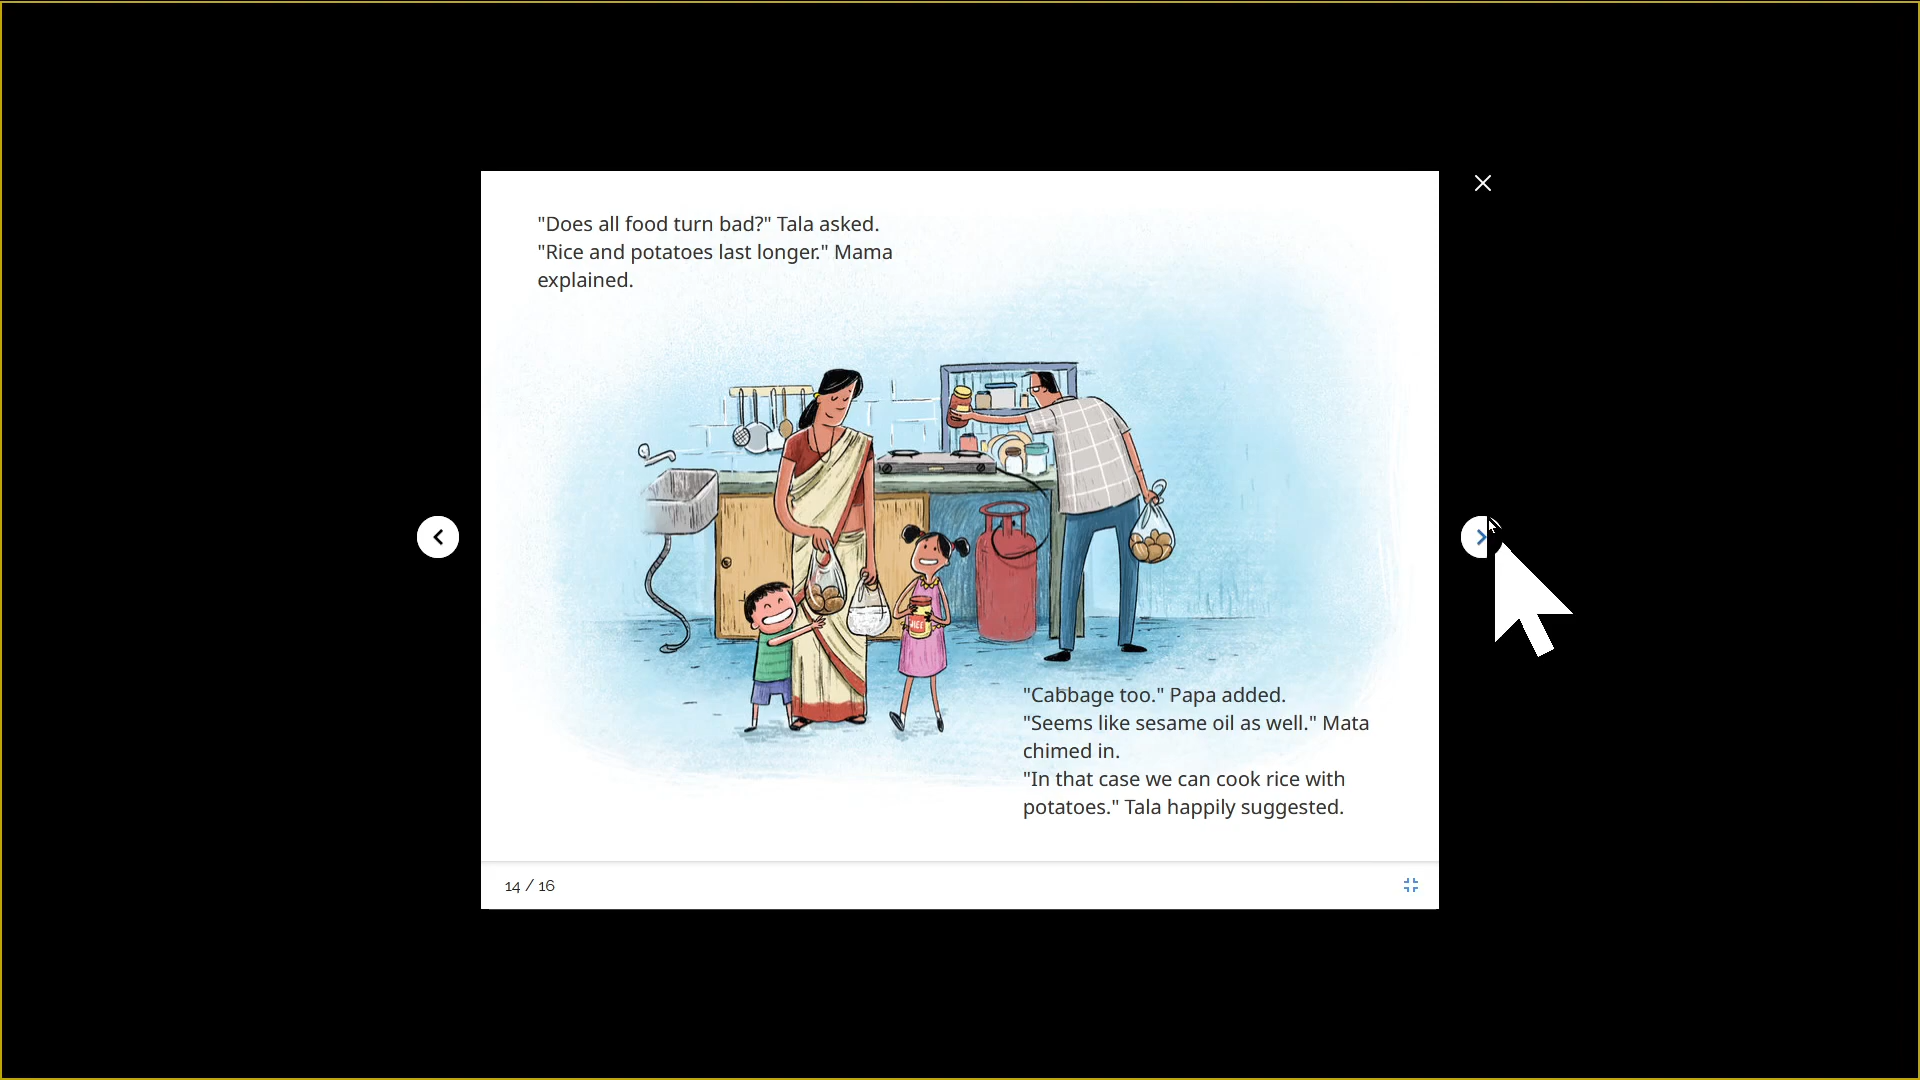 "Does all food turn bad?" Tala asked.
"Rice and potatoes last longer." Mama
explained.
"Cabbage too." Papa added.
"Seems like sesame oil as well." Mata
chimed in.
"In that case we can cook rice with
potatoes." Tala happily suggested.
14 / 16